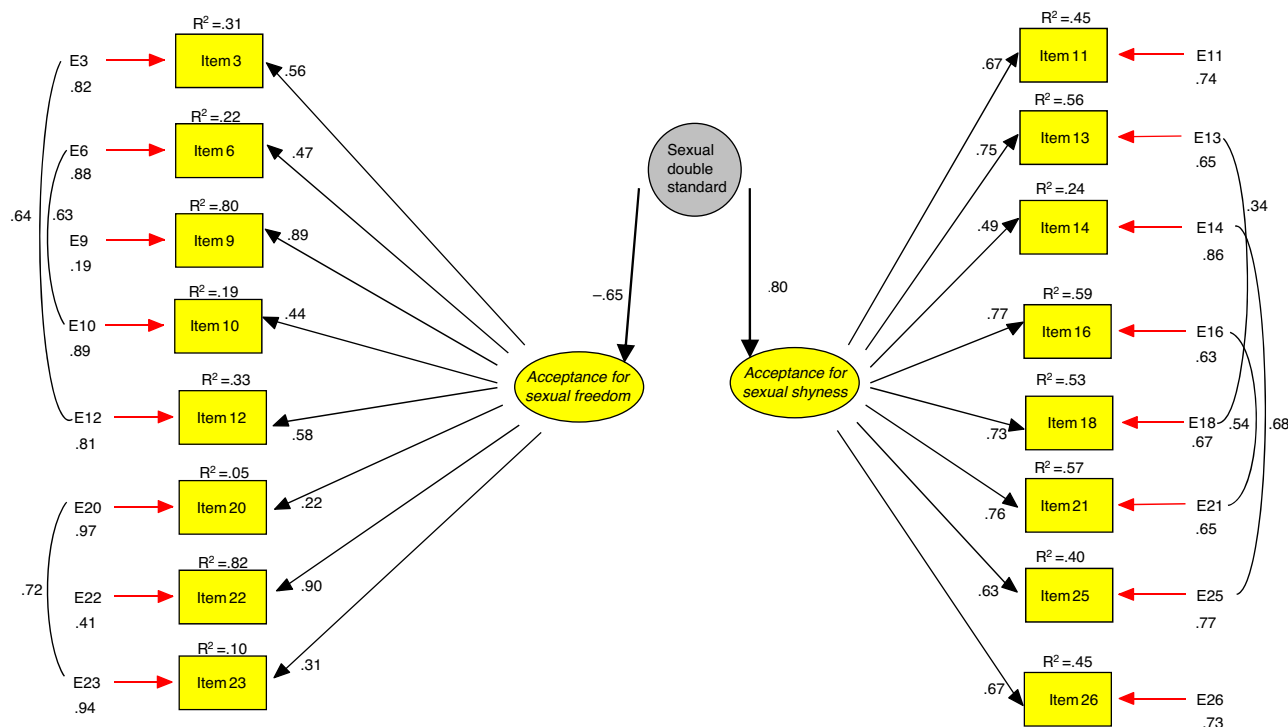 R² =.31
E3
Item 3
.56
.82
R² =.22
E6
Item 6
.47
.88
.64
.63
R² =.80
E9
Item 9
.89
.19
R² =.19
E10
Item 10
.44
.89
R² =.33
E12
Item 12
.58
.81
R² =.05
E20
Item 20
.22
.97
.72
R² =.82
E22
Item 22
.90
.41
R² =.10
E23
Item 23
.31
.94
Sexual
double
standard
–.65
.80
Acceptance for
sexual freedom
Acceptance for
sexual shyness
R² =.45
.67
Item 11
E11
.74
R² =.56
.75
Item 13
E13
.65
R² =.24
.49
Item 14
E14
.86
.34
R² =.59
.77
Item 16
E16
.63
R² =.53
.73
Item 18
E18
.67
.54
.68
R² =.57
.76
Item 21
E21
.65
R² =.40
.63
Item 25
E25
.77
R² =.45
.67
Item 26
E26
.73